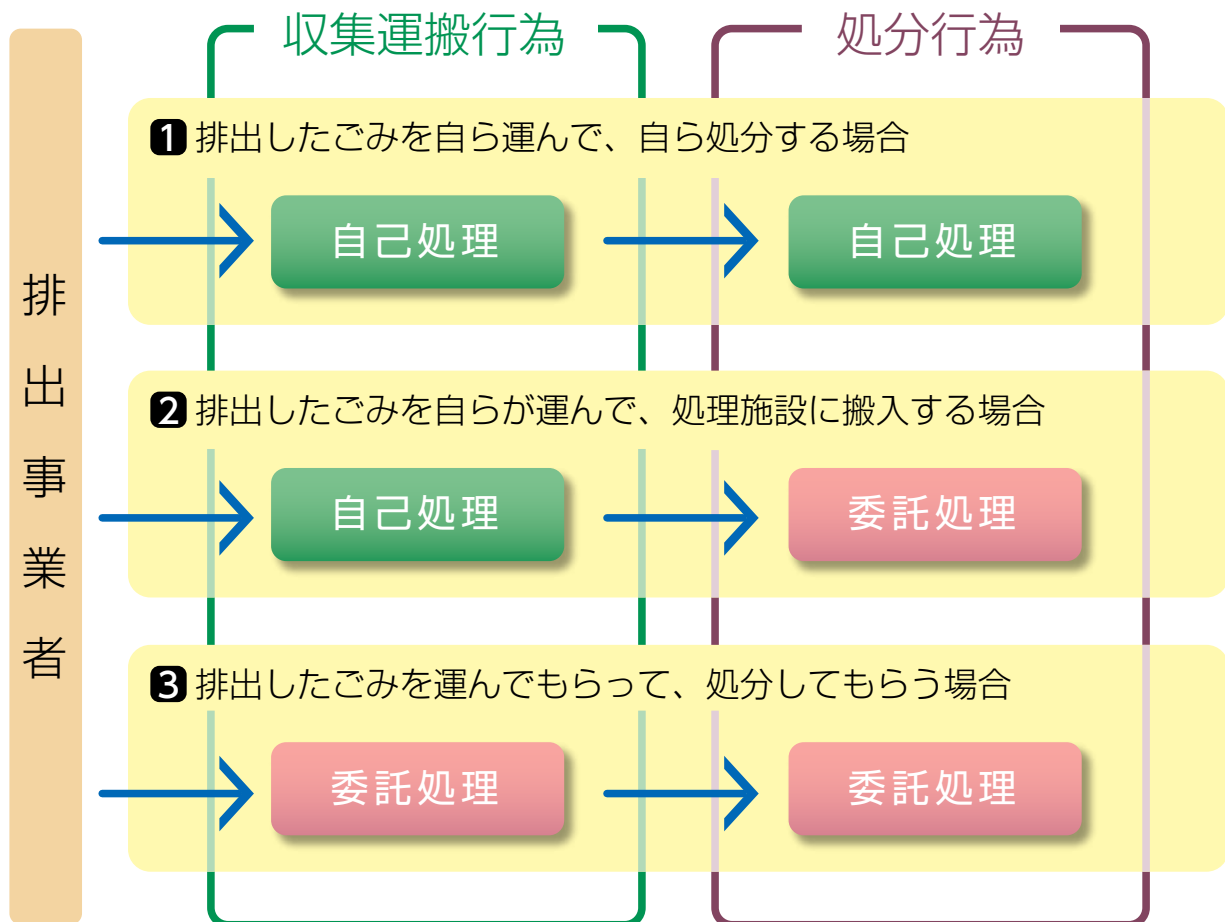 収集運搬行為
処分行為
排出事業者
1 排出したごみを自ら運んで、自ら処分する場合
自己処理
自己処理
2 排出したごみを自らが運んで、処理施設に搬入する場合
自己処理
委託処理
3 排出したごみを運んでもらって、処分してもらう場合
委託処理
委託処理